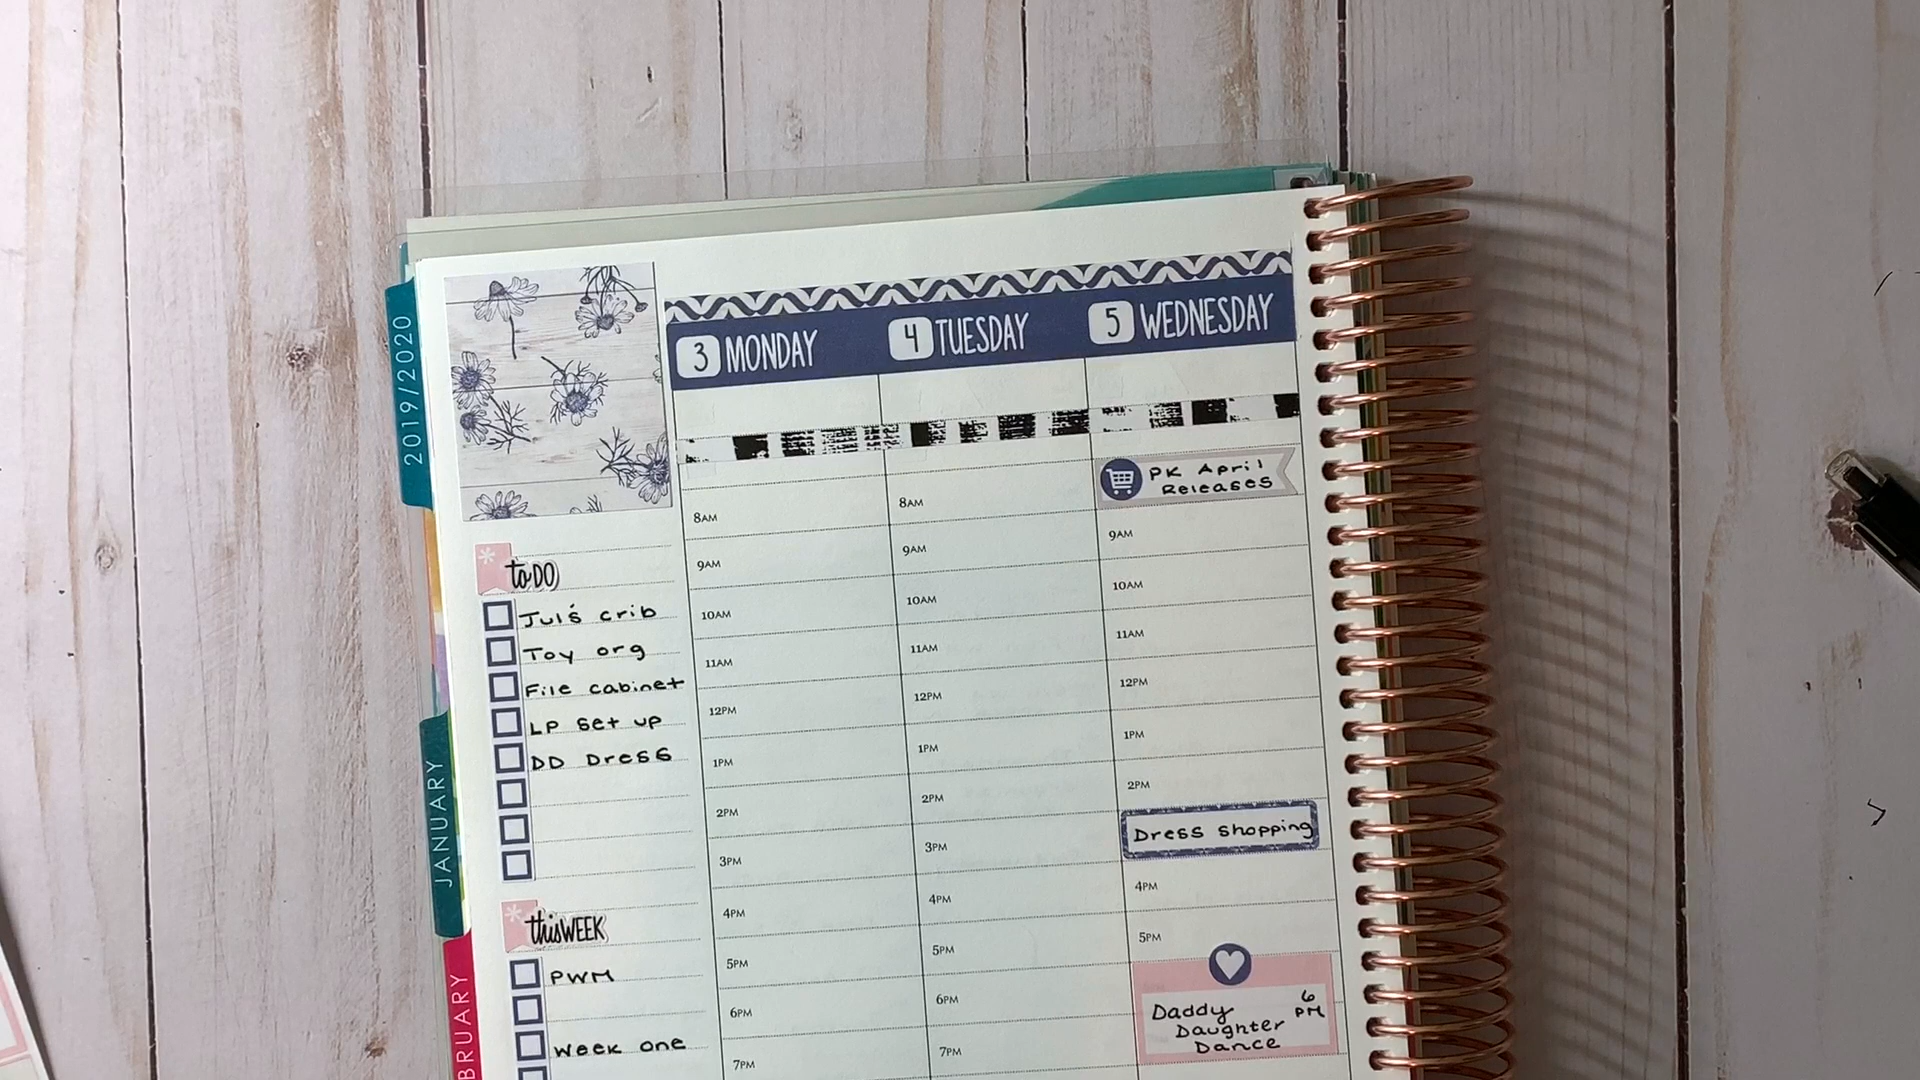 2019/2020
JANUARY
BRUARY
3 MONDAY
4 TUESDAY
5 WEDNESDAY
to DO
Jul's crib
Toy org
File cabinet
LP set up
DD Dress
this WEEK
PWM
Week one
8AM
9AM
10AM
11AM
12PM
1PM
2PM
3PM
4PM
5PM
6PM
7PM
8AM
9AM
10AM
11AM
12PM
1PM
2PM
3PM
4PM
5PM
6PM
7PM
PK April
Releases
9AM
10AM
11AM
12PM
1PM
2PM
Dress shopping
4PM
5PM
Daddy 6
Daughter PM
Dance